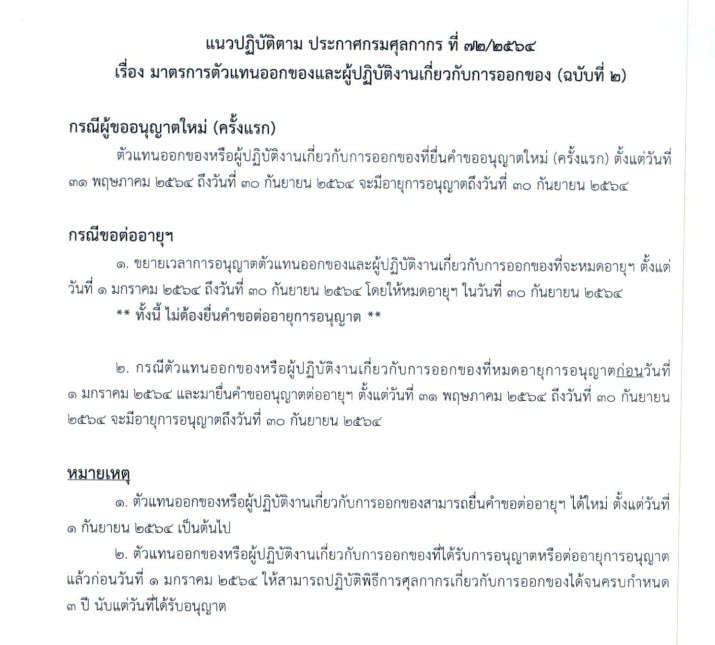 แนวปฏิบัติตาม ประกาศกรมศุลกากร ที่ ๗๒/๒๕๖๔
เรื่อง มาตรการตัวแทนออกของและผู้ปฏิบัติงานเกี่ยวกับการออกของ (ฉบับที่ ๒)
กรณีผู้ขออนุญาตใหม่ (ครั้งแรก)
ตัวแทนออกของหรือผู้ปฏิบัติงานเกี่ยวกับการออกของที่ยื่นคำขออนุญาตใหม่ (ครั้งแรก) ตั้งแต่วันที่
๓๑ พฤษภาคม ๒๕๖๔ ถึงวันที่ ๓๐ กันยายน ๒๕๖๔ จะมีอายุการอนุญาตถึงวันที่ ๓๐ กันยายน ๒๕๖๔
กรณีขอต่ออายุฯ
๑. ขยายเวลาการอนุญาตตัวแทนออกของและผู้ปฏิบัติงานเกี่ยวกับการออกของที่จะหมดอายุฯ ตั้งแต่
วันที่ ๑ มกราคม ๒๕๖๔ ถึงวันที่ ๓๐ กันยายน ๒๕๖๔ โดยให้หมดอายุฯ ในวันที่ ๓๐ กันยายน ๒๕๖๔
** ทั้งนี้ ไม่ต้องยื่นคำขอต่ออายุการอนุญาต **
๒. กรณีตัวแทนออกของหรือผู้ปฏิบัติงานเกี่ยวกับการออกของที่หมดอายุการอนุญาตก่อนวันที่
๑ มกราคม ๒๕๖๔ และมายื่นคำขออนุญาตต่ออายุฯ ตั้งแต่วันที่ ๓๑ พฤษภาคม ๒๕๖๔ ถึงวันที่ ๓๐ กันยายน
๒๕๖๔ จะมีอายุการอนุญาตถึงวันที่ ๓๐ กันยายน ๒๕๖๔
หมายเหตุ
๑. ตัวแทนออกของหรือผู้ปฏิบัติงานเกี่ยวกับการออกของสามารถยื่นคำขอต่ออายุฯ ได้ใหม่ ตั้งแต่วันที่
๑ กันยายน ๒๕๖๔ เป็นต้นไป
๒. ตัวแทนออกของหรือผู้ปฏิบัติงานเกี่ยวกับการออกของที่ได้รับการอนุญาตหรือต่ออายุการอนุญาต
แล้วก่อนวันที่ ๑ มกราคม ๒๕๖๔ ให้สามารถปฏิบัติพิธีการศุลกากรเกี่ยวกับการออกของได้จนครบกำหนด
๓ ปี นับแต่วันที่ได้รับอนุญาต